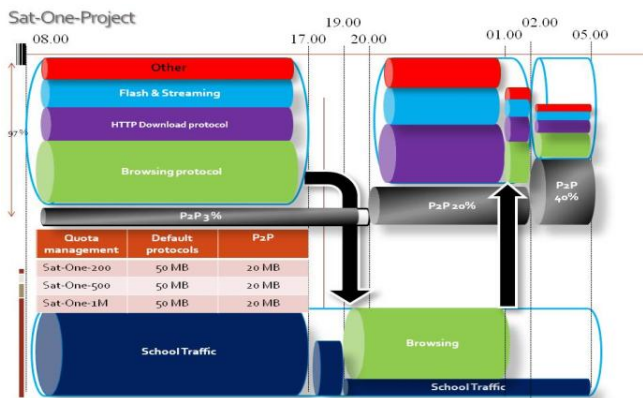 Sat-One-Project
19.00
02.00
08.00
17.00
20.00
01.00
05.00
Other
Flash & Streaming
HTTP Download protocol
Browsing protocol
97%
P2P 3 %
P2P 20%
P2P
40%
Quota
management
Default
protocols
P2P
Sat-One-200
50 MB
20 MB
Sat-One-500
50 MB
20 MB
Sat-One-1M
50 MB
20 MB
School Traffic
Browsing
School Traffic